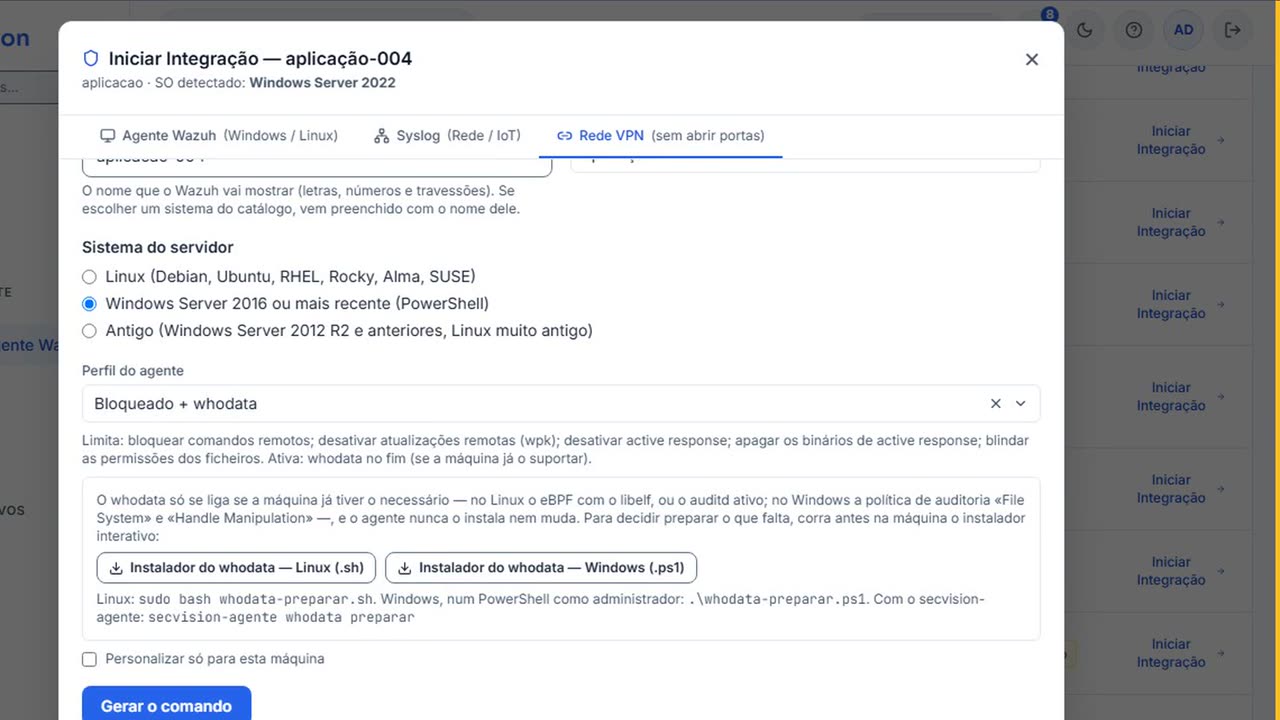 on
8
AD
Iniciar Integração — aplicação-004
aplicacao · SO detectado: Windows Server 2022
s...
Agente Wazuh (Windows / Linux)
Syslog (Rede / IoT)
Rede VPN (sem abrir portas)
Integração
O nome que o Wazuh vai mostrar (letras, números e travessões). Se
escolher um sistema do catálogo, vem preenchido com o nome dele.
Sistema do servidor
Linux (Debian, Ubuntu, RHEL, Rocky, Alma, SUSE)
Windows Server 2016 ou mais recente (PowerShell)
Antigo (Windows Server 2012 R2 e anteriores, Linux muito antigo)
Perfil do agente
Bloqueado + whodata
Limita: bloquear comandos remotos; desativar atualizações remotas (wpk); desativar active response; apagar os binários de active response; blindar
as permissões dos ficheiros. Ativa: whodata no fim (se a máquina já o suportar).
O whodata só se liga se a máquina já tiver o necessário — no Linux o eBPF com o libelf, ou o auditd ativo; no Windows a política de auditoria «File
System» e «Handle Manipulation» —, e o agente nunca o instala nem muda. Para decidir preparar o que falta, corra antes na máquina o instalador
interativo:
Instalador do whodata — Linux (.sh)
Instalador do whodata — Windows (.ps1)
Linux: sudo bash whodata-preparar.sh. Windows, num PowerShell como administrador: .\whodata-preparar.ps1. Com o secvision-
agente: secvision-agente whodata preparar
Personalizar só para esta máquina
Gerar o comando
TE
ente Wa
VOS
Iniciar
Integração
Iniciar
Integração
Iniciar
Integração
Iniciar
Integração
Iniciar
Integração
Iniciar
Integração
Iniciar
Integração